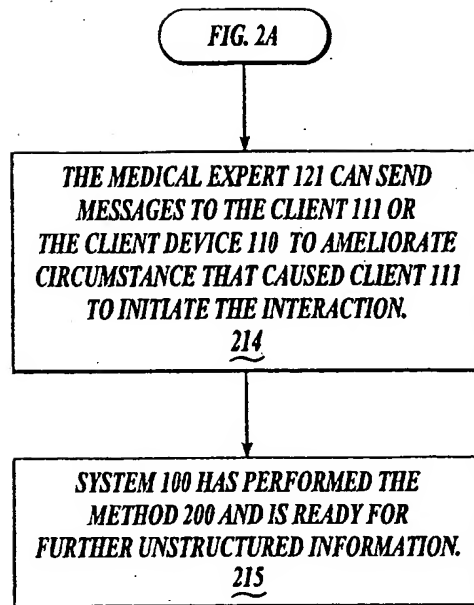 FIG. 2A
THE MEDICAL EXPERT 121 CAN SEND
MESSAGES TO THE CLIENT 111 OR
THE CLIENT DEVICE 110 TO AMELIORATE
CIRCUMSTANCE THAT CAUSED CLIENT 111
TO INITIATE THE INTERACTION.
214
SYSTEM 100 HAS PERFORMED THE
METHOD 200 AND IS READY FOR
FURTHER UNSTRUCTURED INFORMATION.
215